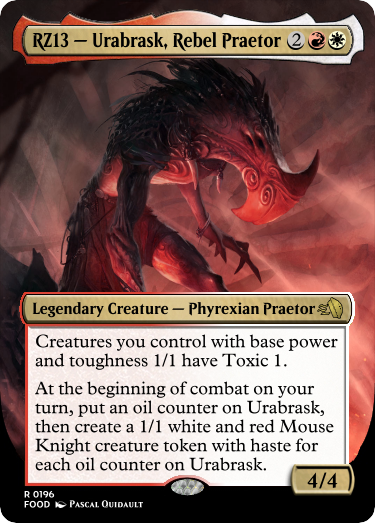 RZ13 — Urabrask, Rebel Praetor 2
Legendary Creature — Phyrexian Praetor
Creatures you control with base power
and toughness 1/1 have Toxic 1.
At the beginning of combat on your
turn, put an oil counter on Urabrask,
then create a 1/1 white and red Mouse
Knight creature token with haste for
each oil counter on Urabrask.
4/4
R 0196
FOOD Pascal Quidault